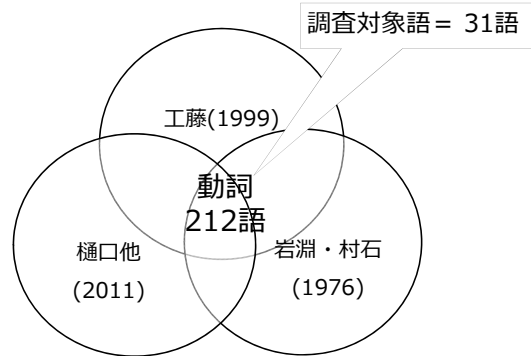 調査対象語＝ 31語
工藤(1999)
動詞
212語
樋口他
(2011)
岩淵・村石
(1976)